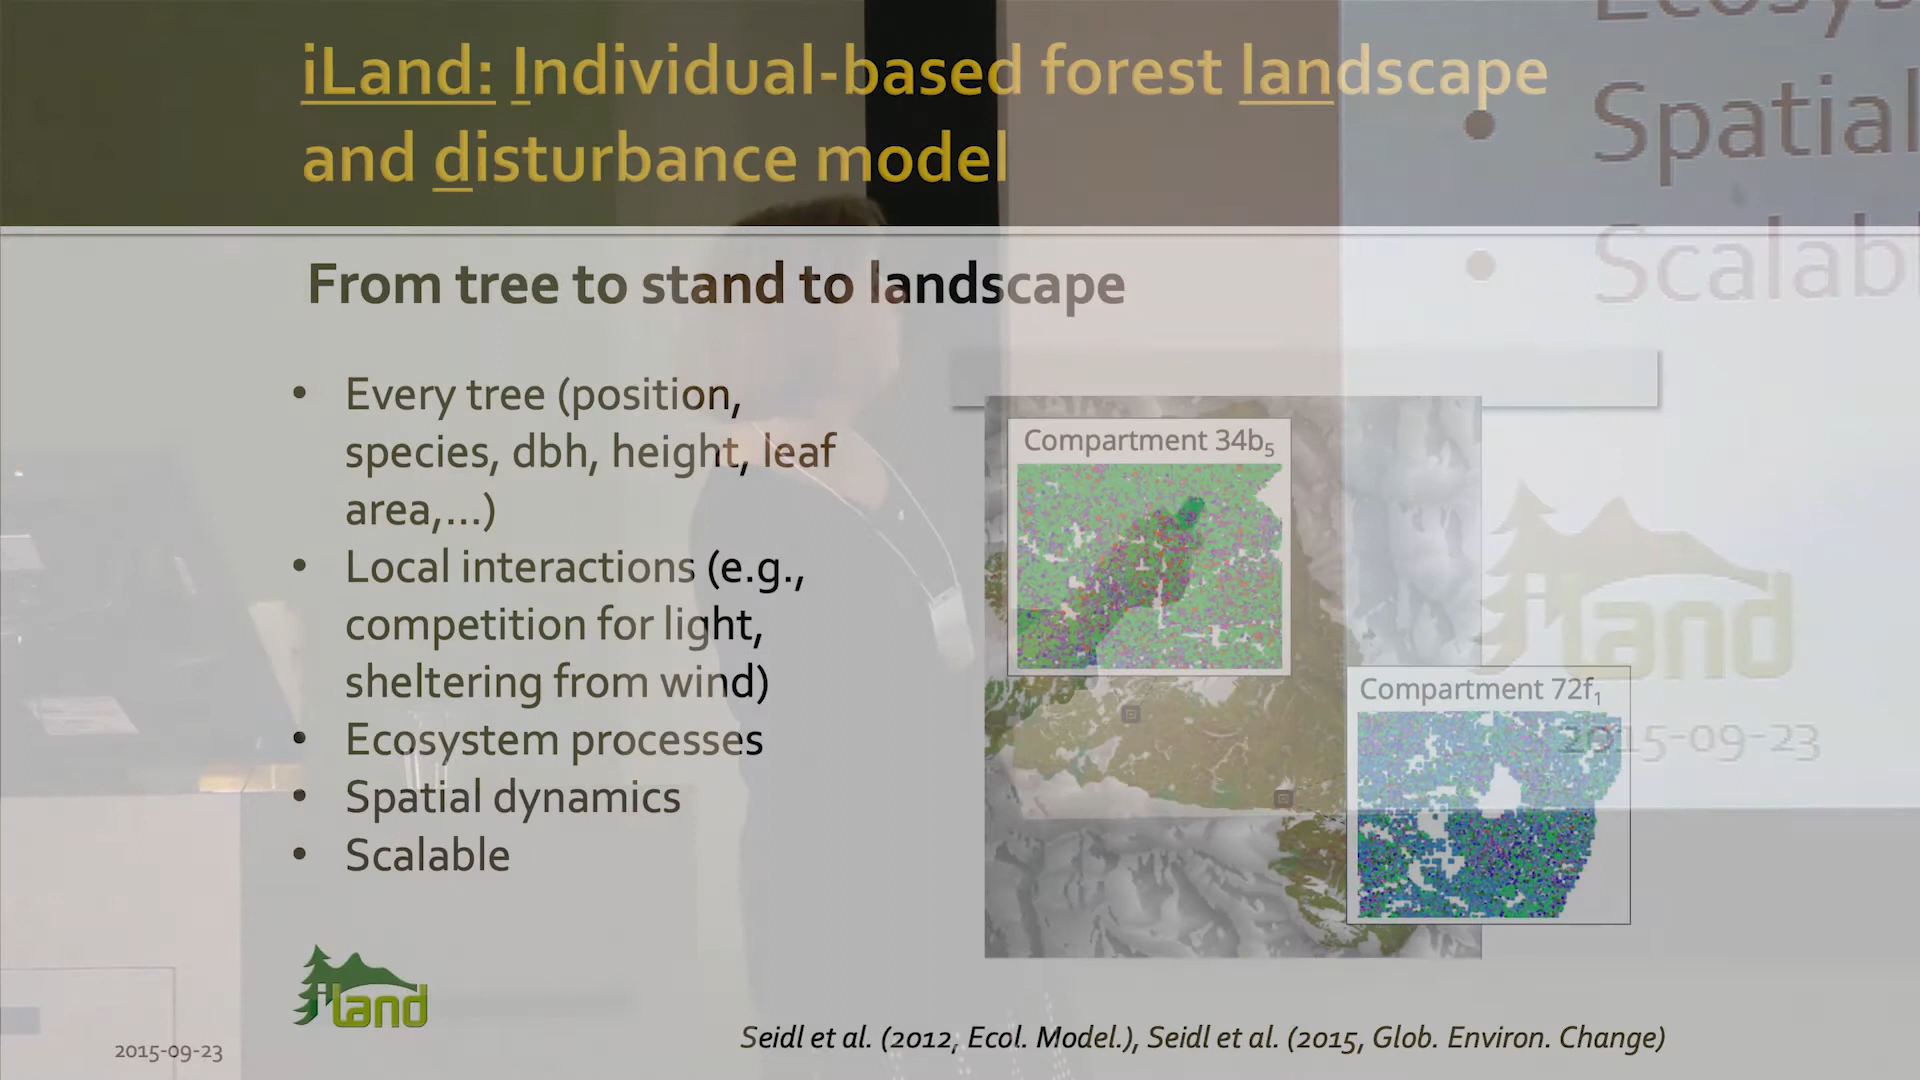 iLand: Individual-based forest landscape
and disturbance model
Ecosys
Spatial
Scalab
From tree to stand to landscape
• Every tree (position,
species, dbh, height, leaf
area,...)
• Local interactions (e.g.,
competition for light,
sheltering from wind)
• Ecosystem processes
• Spatial dynamics
• Scalable
Compartment 34b5
Compartment 72f1
iLand
2015-09-23
iLand
Seidl et al. (2012, Ecol. Model.), Seidl et al. (2015, Glob. Environ. Change)
2015-09-23